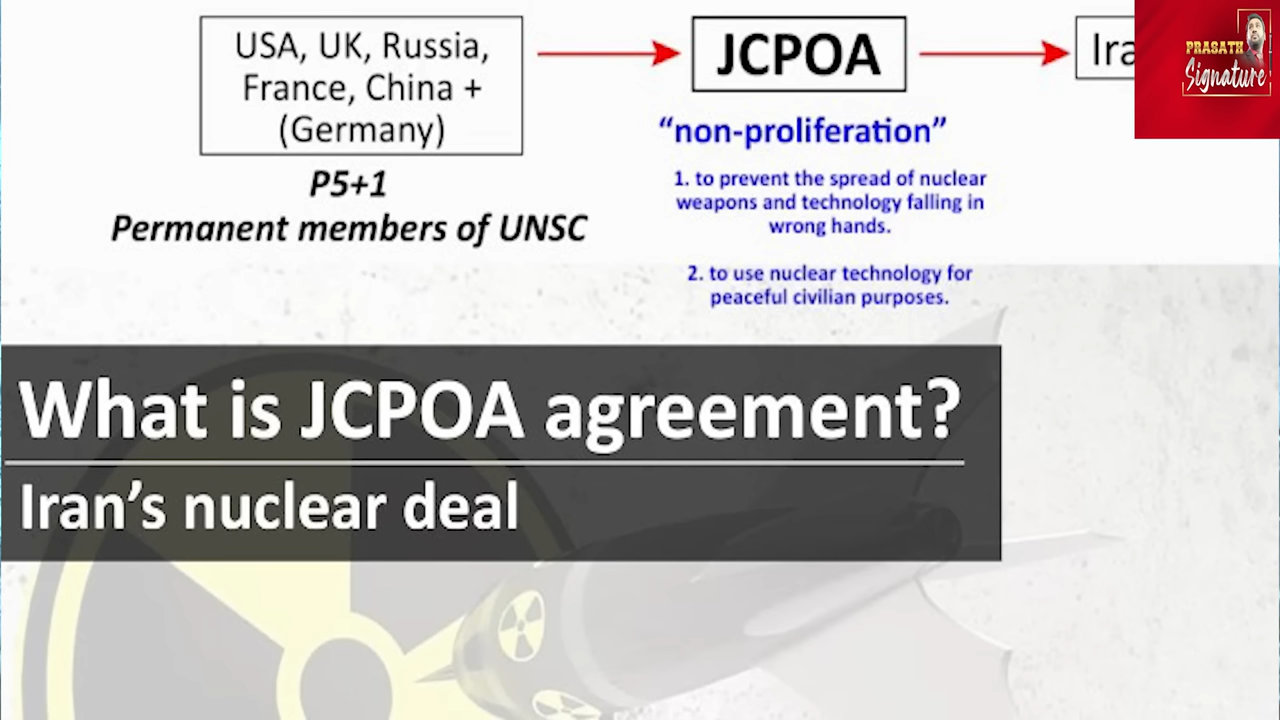 USA, UK, Russia,
France, China +
(Germany)
P5+1
Permanent members of UNSC
JCPOA
“non-proliferation”
1. to prevent the spread of nuclear
weapons and technology falling in
wrong hands.
2. to use nuclear technology for
peaceful civilian purposes.
Ira
PRASATH
Signature
What is JCPOA agreement?
Iran’s nuclear deal